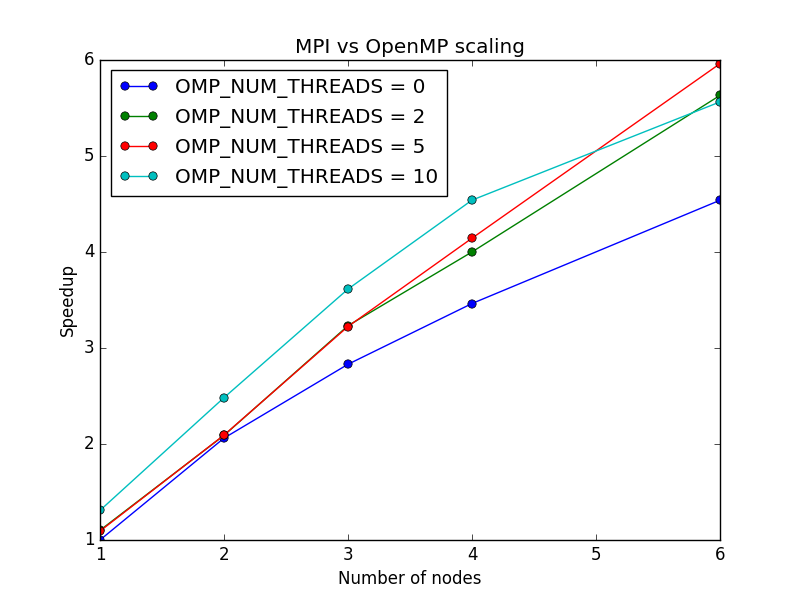 MPI vs OpenMP scaling
OMP_NUM_THREADS = 0
OMP_NUM_THREADS = 2
OMP_NUM_THREADS = 5
OMP_NUM_THREADS = 10
6
5
4
3
2
1
Speedup
1 2 3 4 5 6
Number of nodes